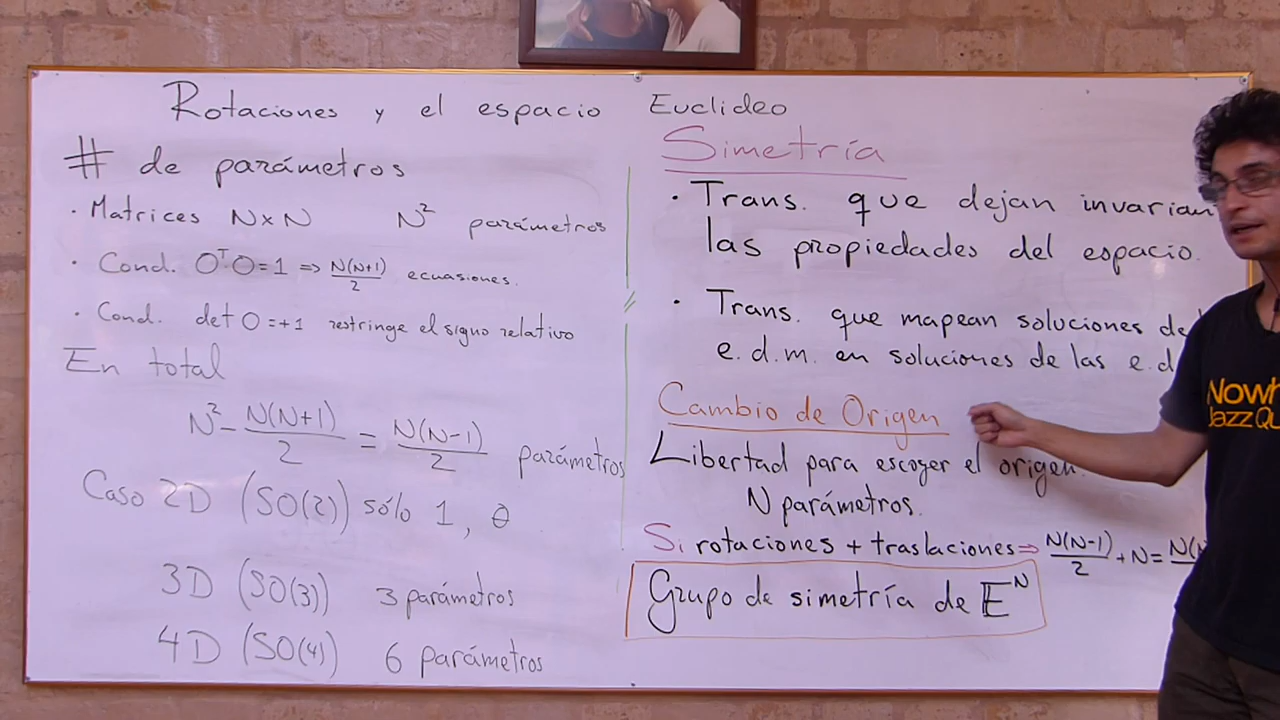 Rotaciones y el espacio Euclideo
# de parámetros
· Matrices N×N N² parámetros
· Cond. OᵀO=1 => N(N+1)/2 ecuasiones.
· Cond. det O=+1 restringe el signo relativo
En total
N² - N(N+1)/2 = N(N-1)/2 parámetros
Caso 2D (SO(2)) sólo 1, θ
3D (SO(3)) 3 parámetros
4D (SO(4)) 6 parámetros
Simetría
· Trans. que dejan invarian
las propiedades del espacio.
· Trans. que mapean soluciones de
e.d.m. en soluciones de las e.d
Cambio de Origen
Libertad para escoger el origen.
N parámetros.
Si rotaciones + traslaciones => N(N-1)/2 + N = N(
Grupo de simetría de Eᴺ
Nowh
Jazz Qu